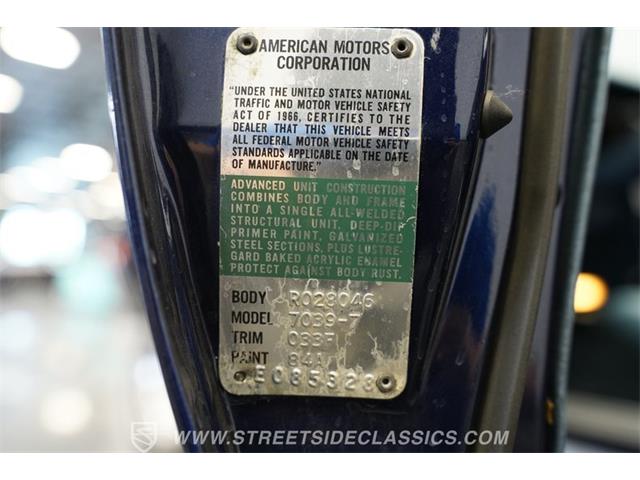 AMERICAN MOTORS
CORPORATION
"UNDER THE UNITED STATES NATIONAL
TRAFFIC AND MOTOR VEHICLE SAFETY
ACT OF 1966, CERTIFIES TO THE
DEALER THAT THIS VEHICLE MEETS
ALL FEDERAL MOTOR VEHICLE SAFETY
STANDARDS APPLICABLE ON THE DATE
OF MANUFACTURE."
ADVANCED UNIT CONSTRUCTION
COMBINES BODY AND FRAME
INTO A SINGLE ALL-WELDED
STRUCTURAL UNIT. DEEP-DIP
PRIMER PAINT, GALVANIZED
STEEL SECTIONS, PLUS LUSTRE-
GARD BAKED ACRYLIC ENAMEL
PROTECT AGAINST BODY RUST.
BODY R028046
MODEL 7039-7
TRIM 033F
PAINT 84A
E085828
WWW.STREETSIDECLASSICS.COM